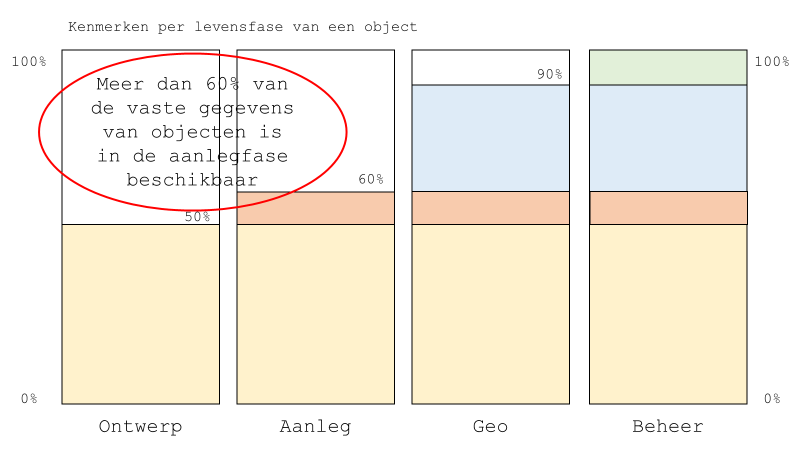 Kenmerken per levensfase van een object
100%
100%
Meer dan 60% van
de vaste gegevens
van objecten is
in de aanlegfase
beschikbaar
90%
60%
50%
0%
0%
Ontwerp
Aanleg
Geo
Beheer